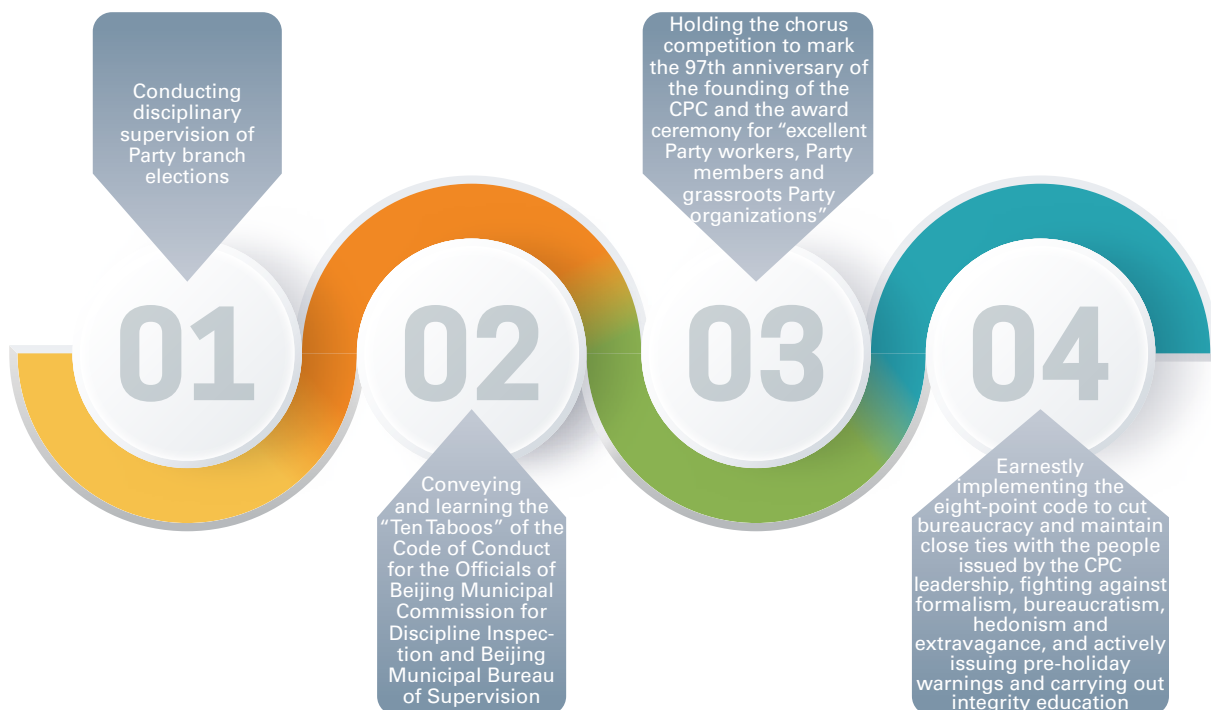 Conducting
disciplinary
supervision of
Party branch
elections
01
Conveying
and learning the
“Ten Taboos” of the
Code of Conduct
for the Officials of
Beijing Municipal
Commission for
Discipline Inspec-
tion and Beijing
Municipal Bureau
of Supervision
02
Holding the chorus
competition to mark
the 97th anniversary of
the founding of the
CPC and the award
ceremony for “excellent
Party workers, Party
members and
grassroots Party
organizations”
03
Earnestly
implementing the
eight-point code to cut
bureaucracy and maintain
close ties with the people
issued by the CPC
leadership, fighting against
formalism, bureaucratism,
hedonism and
extravagance, and actively
issuing pre-holiday
warnings and carrying out
integrity education
04